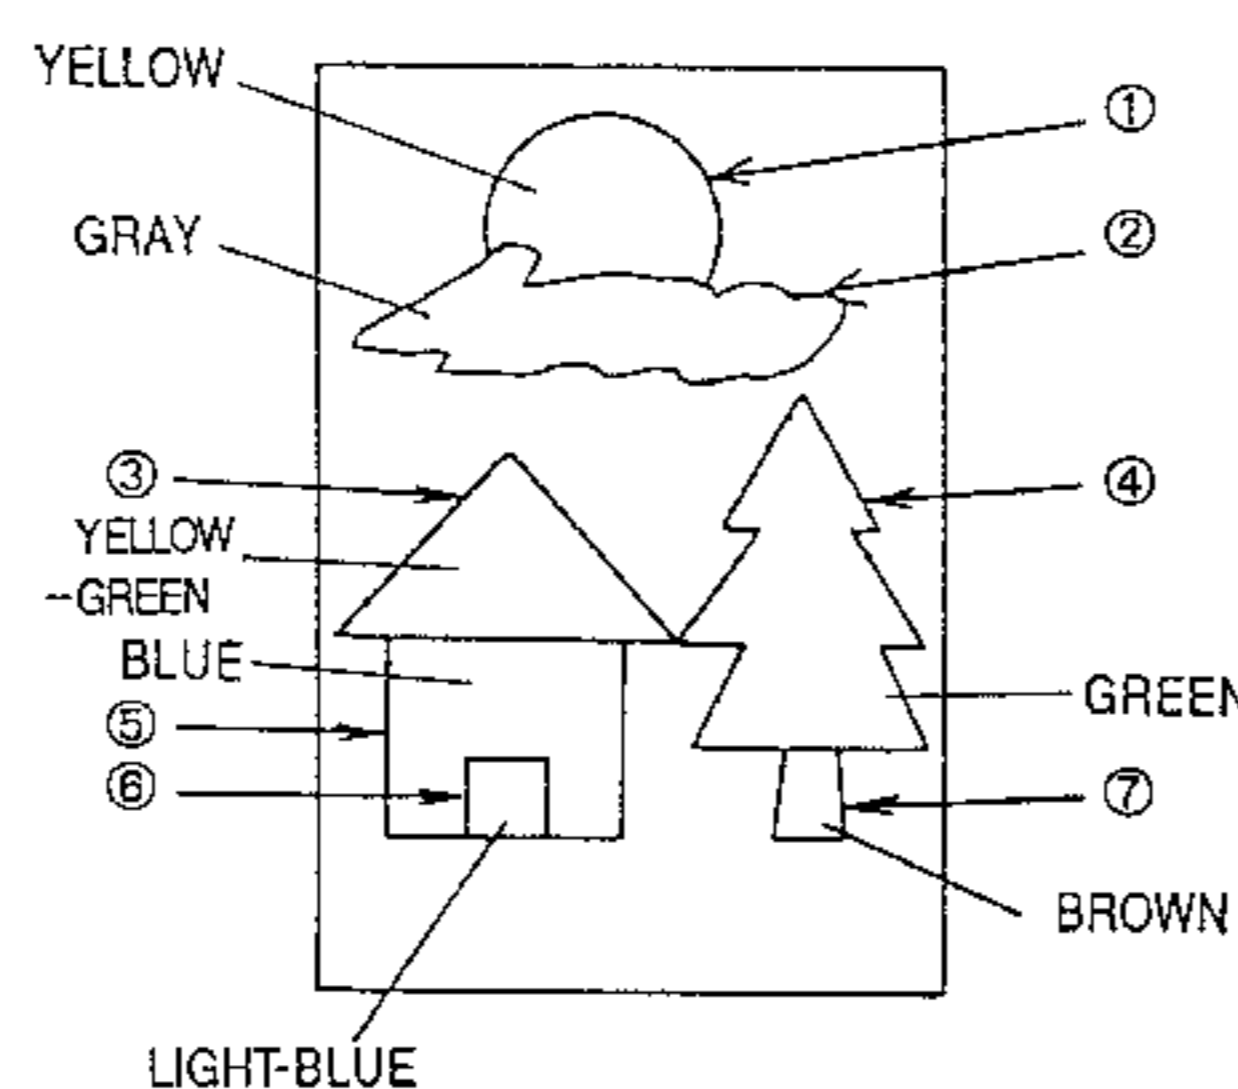 YELLOW
①
GRAY
②
③
④
YELLOW
-GREEN
BLUE
GREEN
⑤
⑥
⑦
BROWN
LIGHT-BLUE